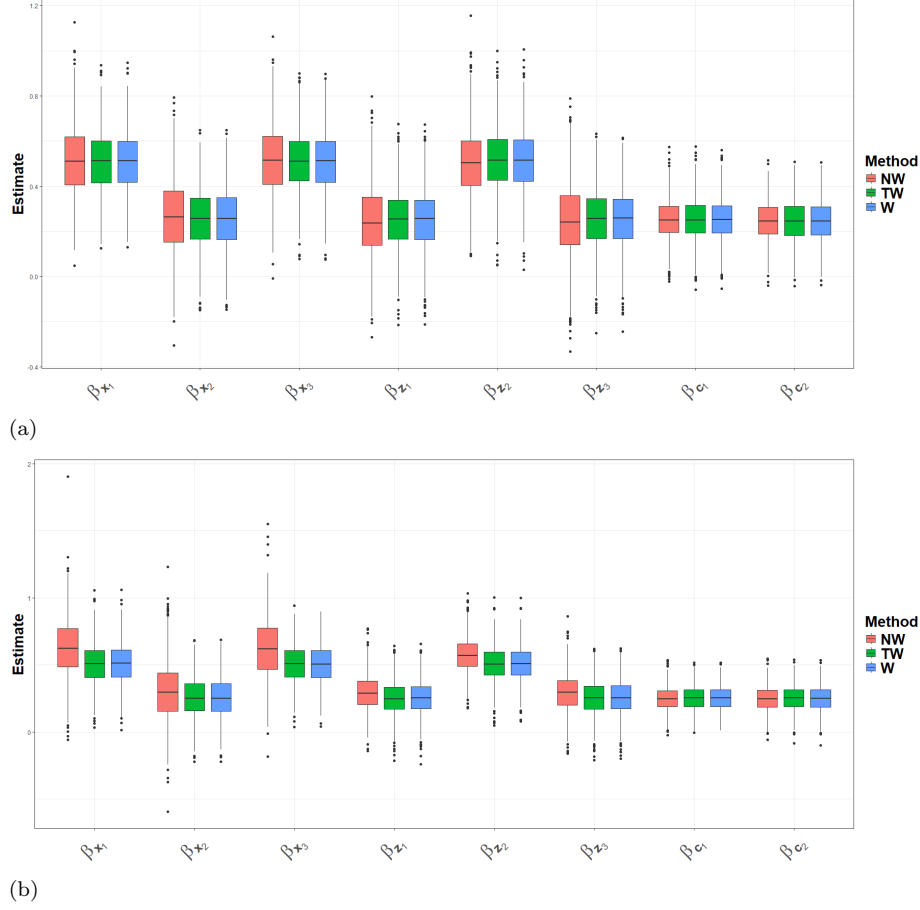 1.2
0.8
0.4
0.0
-0.4
Estimate
βx₁ βx₂ βx₃ βz₁ βz₂ βz₃ βc₁ βc₂
Method
NW
TW
W
(a)
2
1
0
Estimate
βx₁ βx₂ βx₃ βz₁ βz₂ βz₃ βc₁ βc₂
Method
NW
TW
W
(b)